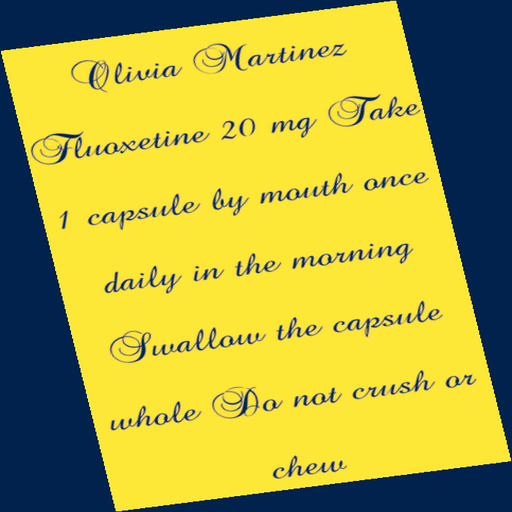 Olivia Martinez
Fluoxetine 20 mg Take
1 capsule by mouth once
daily in the morning
Swallow the capsule
whole Do not crush or
chew